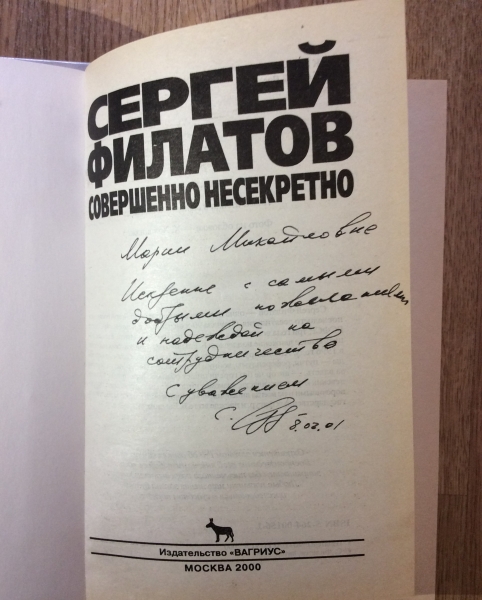 СЕРГЕЙ
ФИЛАТОВ
СОВЕРШЕННО НЕСЕКРЕТНО
Марии Михайловне
Искренне с самыми
добрыми пожеланиями
и надеждой на
сотрудничество
С уважением
С.
8.02.01
Издательство «ВАГРИУС»
МОСКВА 2000